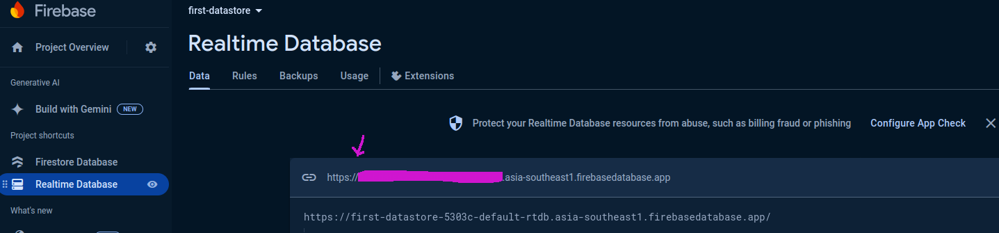 Firebase
first-datastore
Project Overview
Realtime Database
Data Rules Backups Usage Extensions
Generative AI
Build with Gemini NEW
Project shortcuts
Protect your Realtime Database resources from abuse, such as billing fraud or phishing Configure App Check
Firestore Database
Realtime Database
https:// .asia-southeast1.firebasedatabase.app
What's new
https://first-datastore-5303c-default-rtdb.asia-southeast1.firebasedatabase.app/